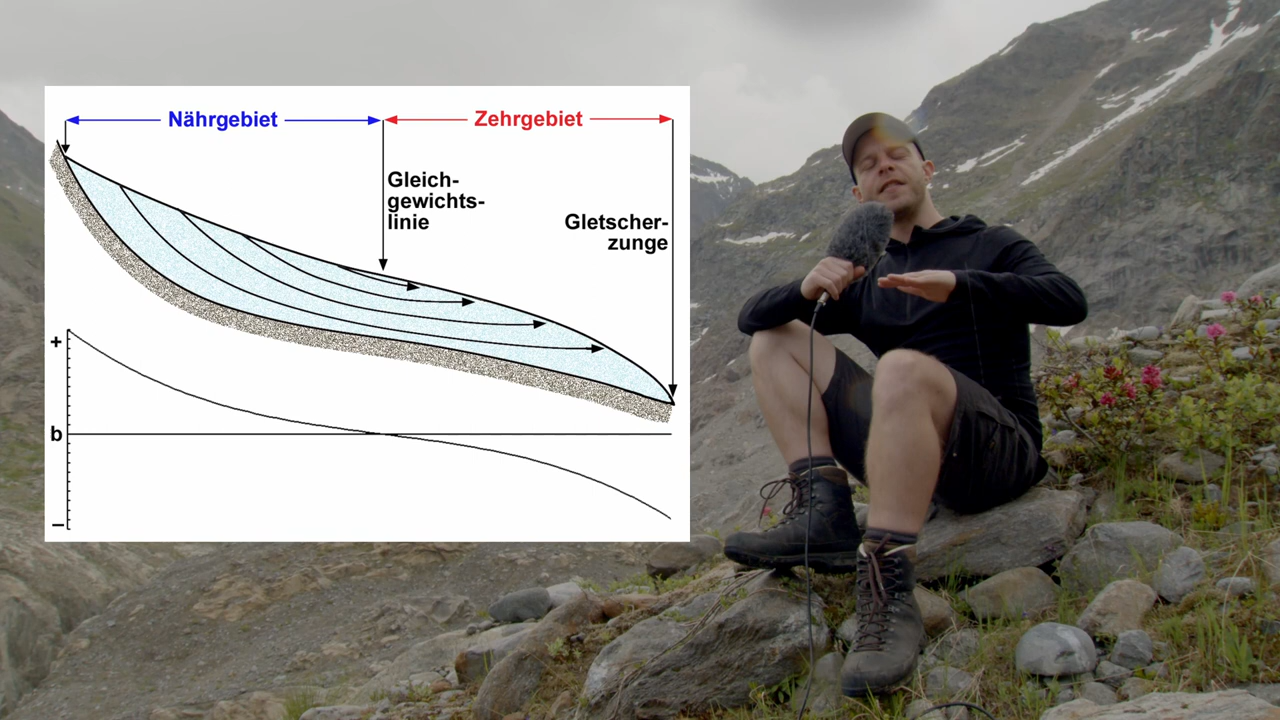 Nährgebiet
Zehrgebiet
Gleich-
gewichts-
linie
Gletscher-
zunge
+
b
–